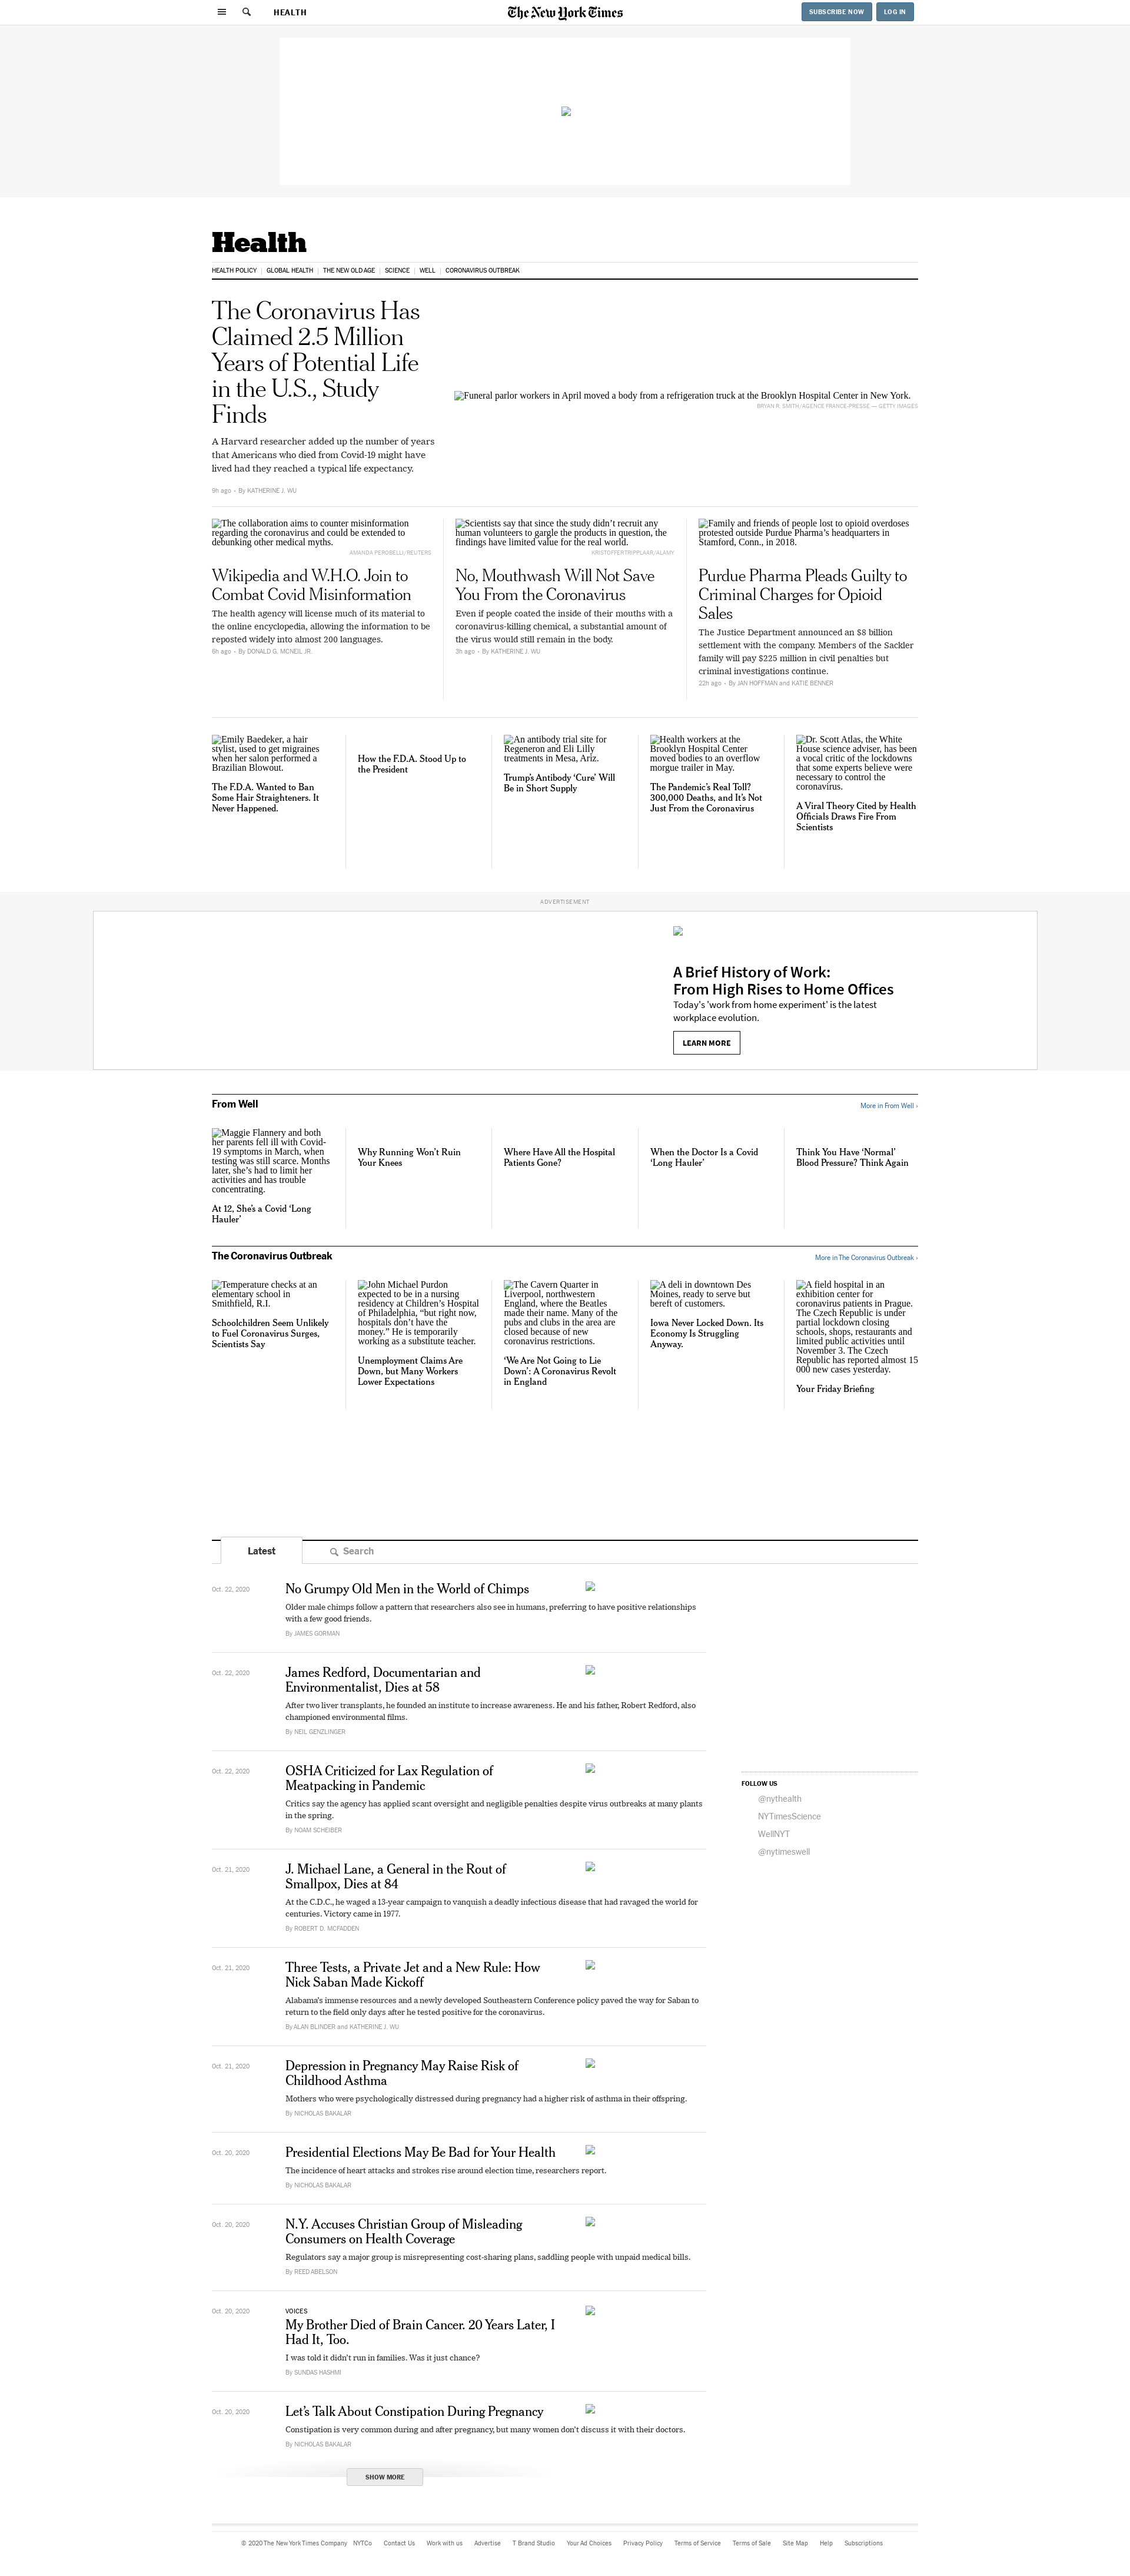 HEALTH
The New York Times
SUBSCRIBE NOW
LOG IN
Health
HEALTH POLICY | GLOBAL HEALTH | THE NEW OLD AGE | SCIENCE | WELL | CORONAVIRUS OUTBREAK
The Coronavirus Has
Claimed 2.5 Million
Years of Potential Life
in the U.S., Study
Finds
A Harvard researcher added up the number of years
that Americans who died from Covid-19 might have
lived had they reached a typical life expectancy.
9h ago • By KATHERINE J. WU
Funeral parlor workers in April moved a body from a refrigeration truck at the Brooklyn Hospital Center in New York.
BRYAN R. SMITH/AGENCE FRANCE-PRESSE — GETTY IMAGES
The collaboration aims to counter misinformation
regarding the coronavirus and could be extended to
debunking other medical myths.
AMANDA PEROBELLI/REUTERS
Wikipedia and W.H.O. Join to
Combat Covid Misinformation
The health agency will license much of its material to
the online encyclopedia, allowing the information to be
reposted widely into almost 200 languages.
6h ago • By DONALD G. MCNEIL JR.
Scientists say that since the study didn't recruit any
human volunteers to gargle the products in question, the
findings have limited value for the real world.
KRISTOFFER TRIPPLAAR/ALAMY
No, Mouthwash Will Not Save
You From the Coronavirus
Even if people coated the inside of their mouths with a
coronavirus-killing chemical, a substantial amount of
the virus would still remain in the body.
3h ago • By KATHERINE J. WU
Family and friends of people lost to opioid overdoses
protested outside Purdue Pharma's headquarters in
Stamford, Conn., in 2018.
Purdue Pharma Pleads Guilty to
Criminal Charges for Opioid
Sales
The Justice Department announced an $8 billion
settlement with the company. Members of the Sackler
family will pay $225 million in civil penalties but
criminal investigations continue.
22h ago • By JAN HOFFMAN and KATIE BENNER
Emily Baedeker, a hair
stylist, used to get migraines
when her salon performed a
Brazilian Blowout.
The F.D.A. Wanted to Ban
Some Hair Straighteners. It
Never Happened.
How the F.D.A. Stood Up to
the President
An antibody trial site for
Regeneron and Eli Lilly
treatments in Mesa, Ariz.
Trump's Antibody 'Cure' Will
Be in Short Supply
Health workers at the
Brooklyn Hospital Center
moved bodies to an overflow
morgue trailer in May.
The Pandemic's Real Toll?
300,000 Deaths, and It's Not
Just From the Coronavirus
Dr. Scott Atlas, the White
House science adviser, has been
a vocal critic of the lockdowns
that some experts believe were
necessary to control the
coronavirus.
A Viral Theory Cited by Health
Officials Draws Fire From
Scientists
ADVERTISEMENT
A Brief History of Work:
From High Rises to Home Offices
Today's 'work from home experiment' is the latest
workplace evolution.
LEARN MORE
From Well
More in From Well ›
Maggie Flannery and both
her parents fell ill with Covid-
19 symptoms in March, when
testing was still scarce. Months
later, she's had to limit her
activities and has trouble
concentrating.
At 12, She's a Covid 'Long
Hauler'
Why Running Won't Ruin
Your Knees
Where Have All the Hospital
Patients Gone?
When the Doctor Is a Covid
'Long Hauler'
Think You Have 'Normal'
Blood Pressure? Think Again
The Coronavirus Outbreak
More in The Coronavirus Outbreak ›
Temperature checks at an
elementary school in
Smithfield, R.I.
Schoolchildren Seem Unlikely
to Fuel Coronavirus Surges,
Scientists Say
John Michael Purdon
expected to be in a nursing
residency at Children's Hospital
of Philadelphia, "but right now,
hospitals don't have the
money." He is temporarily
working as a substitute teacher.
Unemployment Claims Are
Down, but Many Workers
Lower Expectations
The Cavern Quarter in
Liverpool, northwestern
England, where the Beatles
made their name. Many of the
pubs and clubs in the area are
closed because of new
coronavirus restrictions.
'We Are Not Going to Lie
Down': A Coronavirus Revolt
in England
A deli in downtown Des
Moines, ready to serve but
bereft of customers.
Iowa Never Locked Down. Its
Economy Is Struggling
Anyway.
A field hospital in an
exhibition center for
coronavirus patients in Prague.
The Czech Republic is under
partial lockdown closing
schools, shops, restaurants and
limited public activities until
November 3. The Czech
Republic has reported almost 15
000 new cases yesterday.
Your Friday Briefing
Latest
Search
Oct. 22, 2020
No Grumpy Old Men in the World of Chimps
Older male chimps follow a pattern that researchers also see in humans, preferring to have positive relationships
with a few good friends.
By JAMES GORMAN
Oct. 22, 2020
James Redford, Documentarian and
Environmentalist, Dies at 58
After two liver transplants, he founded an institute to increase awareness. He and his father, Robert Redford, also
championed environmental films.
By NEIL GENZLINGER
Oct. 22, 2020
OSHA Criticized for Lax Regulation of
Meatpacking in Pandemic
Critics say the agency has applied scant oversight and negligible penalties despite virus outbreaks at many plants
in the spring.
By NOAM SCHEIBER
Oct. 21, 2020
J. Michael Lane, a General in the Rout of
Smallpox, Dies at 84
At the C.D.C., he waged a 13-year campaign to vanquish a deadly infectious disease that had ravaged the world for
centuries. Victory came in 1977.
By ROBERT D. MCFADDEN
Oct. 21, 2020
Three Tests, a Private Jet and a New Rule: How
Nick Saban Made Kickoff
Alabama's immense resources and a newly developed Southeastern Conference policy paved the way for Saban to
return to the field only days after he tested positive for the coronavirus.
By ALAN BLINDER and KATHERINE J. WU
Oct. 21, 2020
Depression in Pregnancy May Raise Risk of
Childhood Asthma
Mothers who were psychologically distressed during pregnancy had a higher risk of asthma in their offspring.
By NICHOLAS BAKALAR
Oct. 20, 2020
Presidential Elections May Be Bad for Your Health
The incidence of heart attacks and strokes rise around election time, researchers report.
By NICHOLAS BAKALAR
Oct. 20, 2020
N.Y. Accuses Christian Group of Misleading
Consumers on Health Coverage
Regulators say a major group is misrepresenting cost-sharing plans, saddling people with unpaid medical bills.
By REED ABELSON
Oct. 20, 2020
VOICES
My Brother Died of Brain Cancer. 20 Years Later, I
Had It, Too.
I was told it didn't run in families. Was it just chance?
By SUNDAS HASHMI
Oct. 20, 2020
Let's Talk About Constipation During Pregnancy
Constipation is very common during and after pregnancy, but many women don't discuss it with their doctors.
By NICHOLAS BAKALAR
SHOW MORE
FOLLOW US
@nythealth
NYTimesScience
WellNYT
@nytimeswell
© 2020 The New York Times Company NYTCo Contact Us Work with us Advertise T Brand Studio Your Ad Choices Privacy Policy Terms of Service Terms of Sale Site Map Help Subscriptions